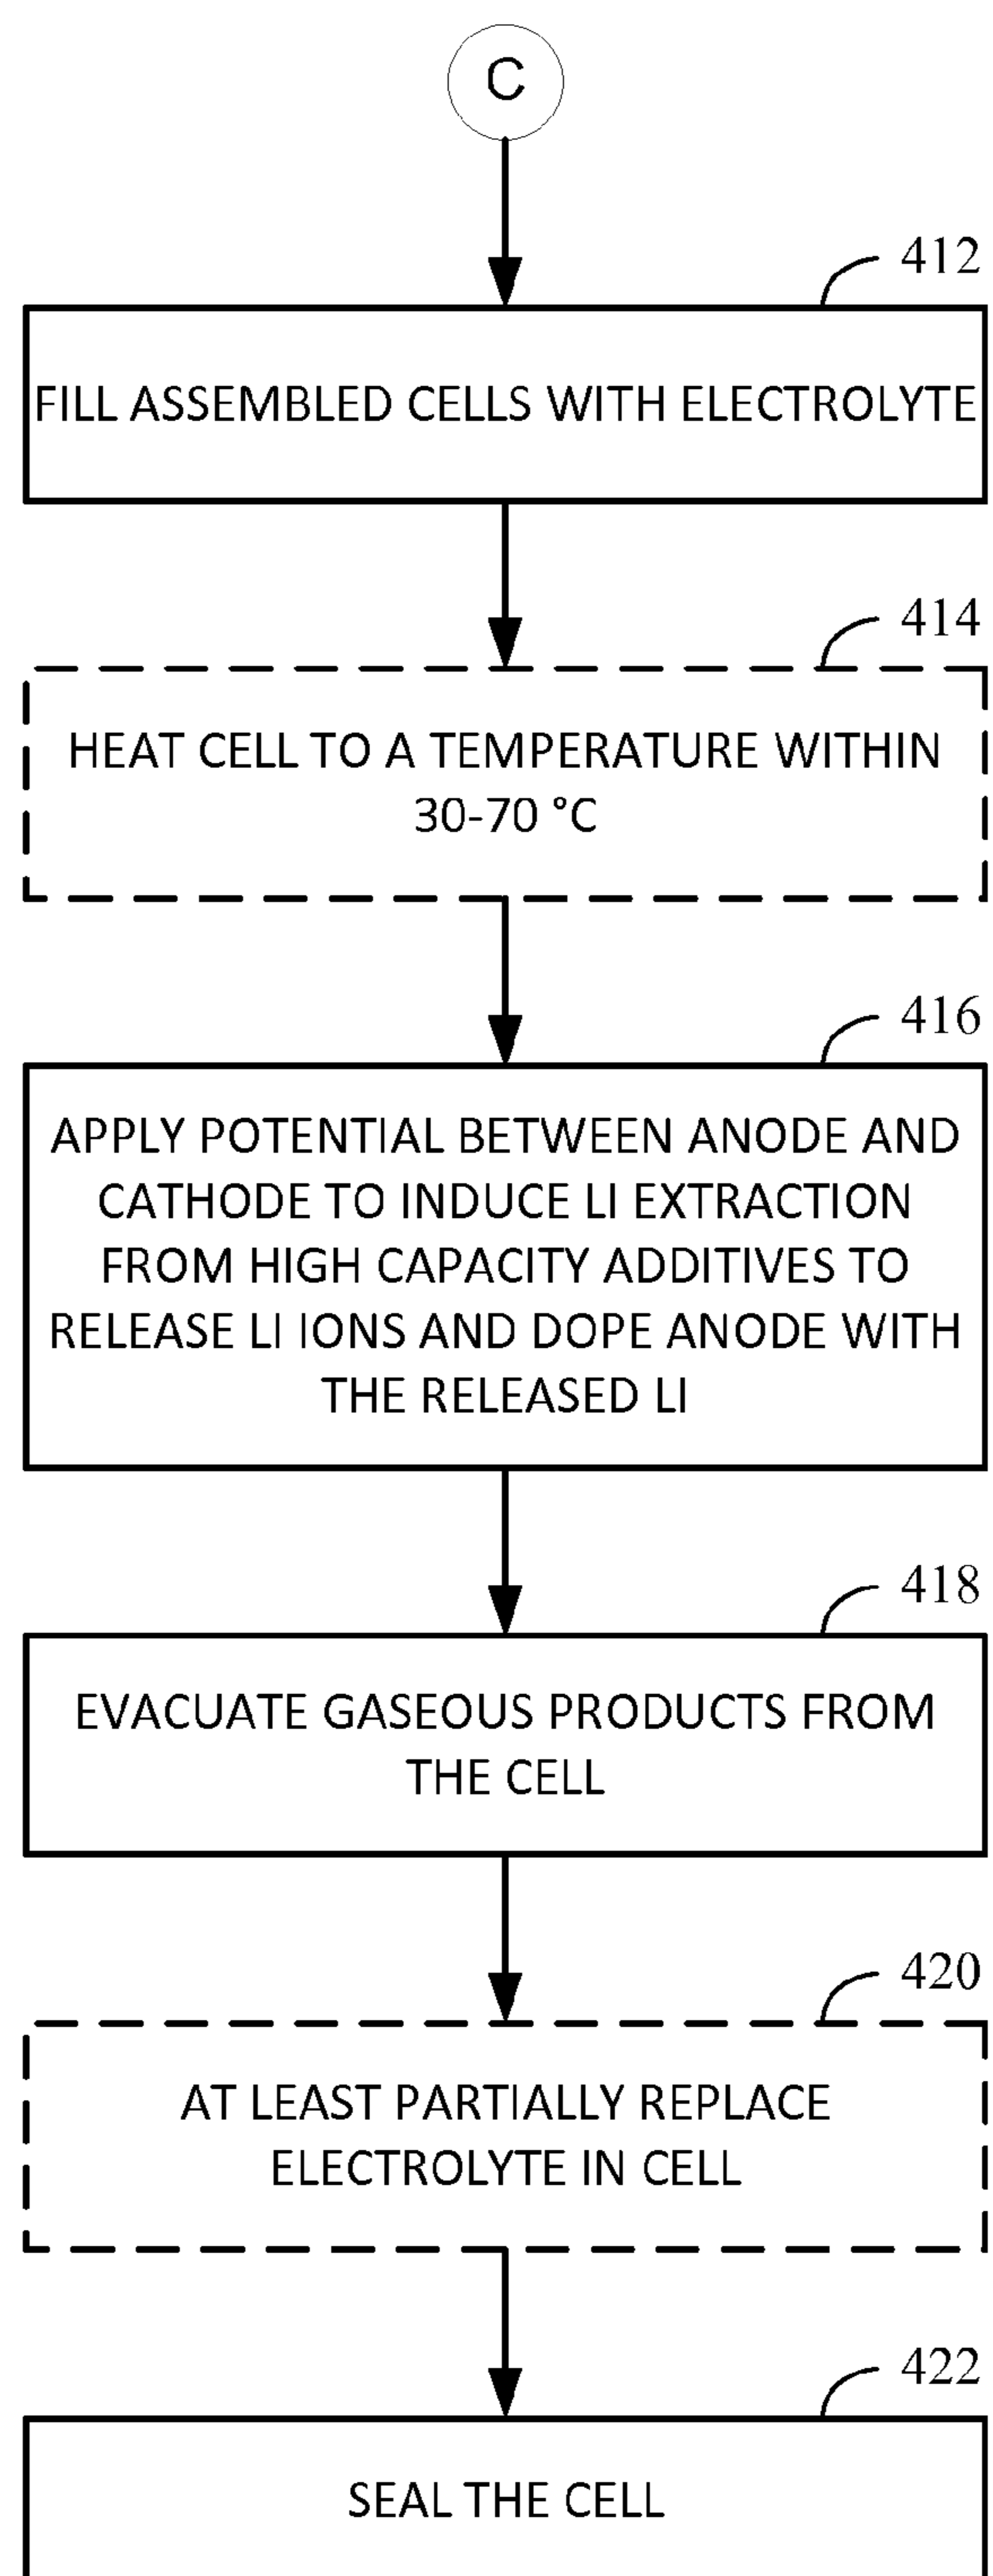 C
412
FILL ASSEMBLED CELLS WITH ELECTROLYTE
414
HEAT CELL TO A TEMPERATURE WITHIN
30-70 °C
416
APPLY POTENTIAL BETWEEN ANODE AND
CATHODE TO INDUCE LI EXTRACTION
FROM HIGH CAPACITY ADDITIVES TO
RELEASE LI IONS AND DOPE ANODE WITH
THE RELEASED LI
418
EVACUATE GASEOUS PRODUCTS FROM
THE CELL
420
AT LEAST PARTIALLY REPLACE
ELECTROLYTE IN CELL
422
SEAL THE CELL